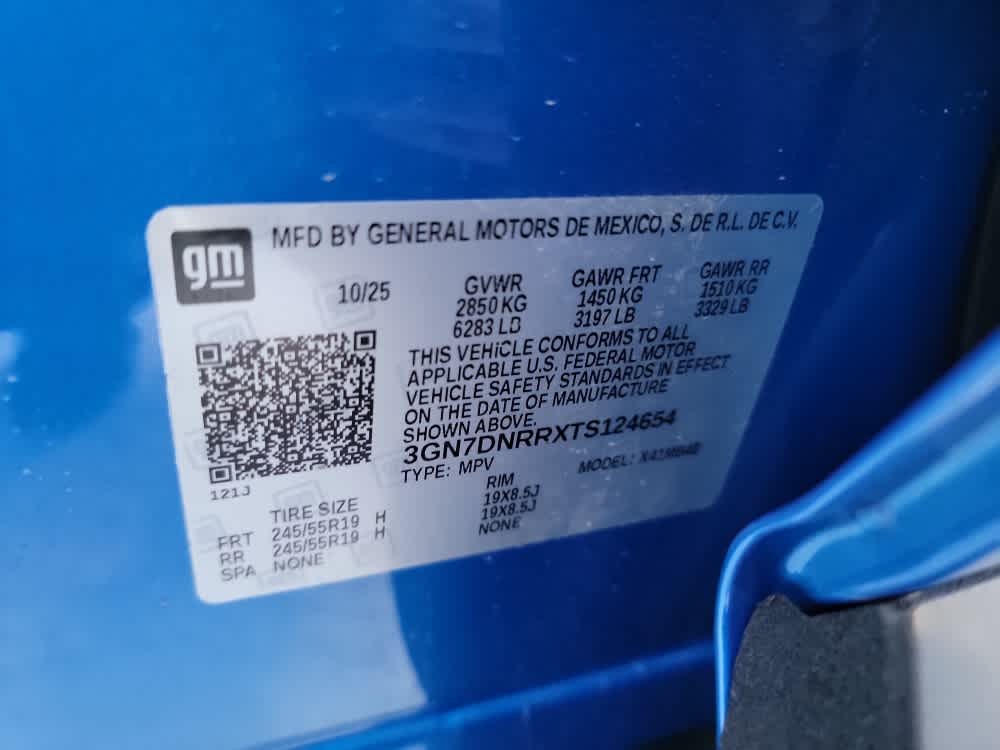 gm MFD BY GENERAL MOTORS DE MEXICO, S. DE R.L. DE C.V.
10/25 GVWR GAWR FRT GAWR RR
2850 KG 1450 KG 1510 KG
6283 LB 3197 LB 3329 LB
THIS VEHICLE CONFORMS TO ALL
APPLICABLE U.S. FEDERAL MOTOR
VEHICLE SAFETY STANDARDS IN EFFECT
ON THE DATE OF MANUFACTURE
SHOWN ABOVE.
3GN7DNRRXTS124654
TYPE: MPV MODEL:
121J
TIRE SIZE RIM
FRT 245/55R19 H 19X8.5J
RR 245/55R19 H 19X8.5J
SPA NONE NONE